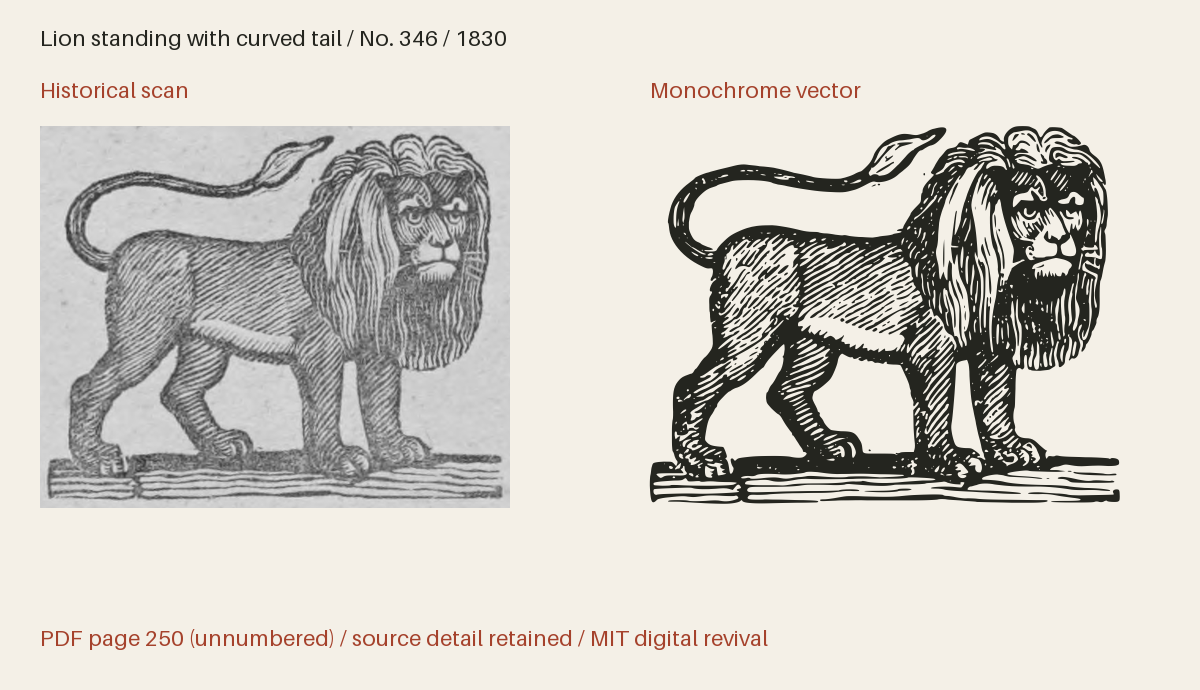 Lion standing with curved tail / No. 346 / 1830
Historical scan
Monochrome vector
PDF page 250 (unnumbered) / source detail retained / MIT digital revival